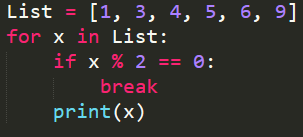 List = [1, 3, 4, 5, 6, 9]
for x in List:
    if x % 2 == 0:
        break
    print(x)